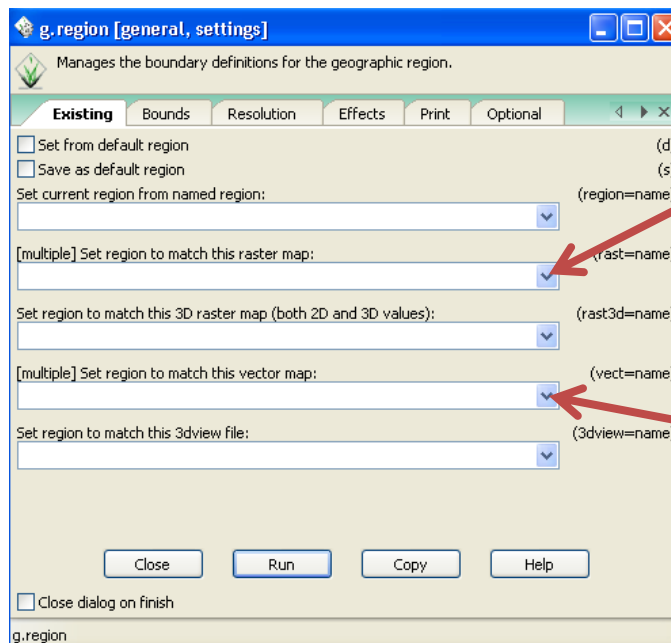 g.region [general, settings]
Manages the boundary definitions for the geographic region.
Existing Bounds Resolution Effects Print Optional
Set from default region (d
Save as default region (s
Set current region from named region: (region=name
[multiple] Set region to match this raster map: (rast=name
Set region to match this 3D raster map (both 2D and 3D values): (rast3d=name
[multiple] Set region to match this vector map: (vect=name
Set region to match this 3dview file: (3dview=name
Close Run Copy Help
Close dialog on finish
g.region